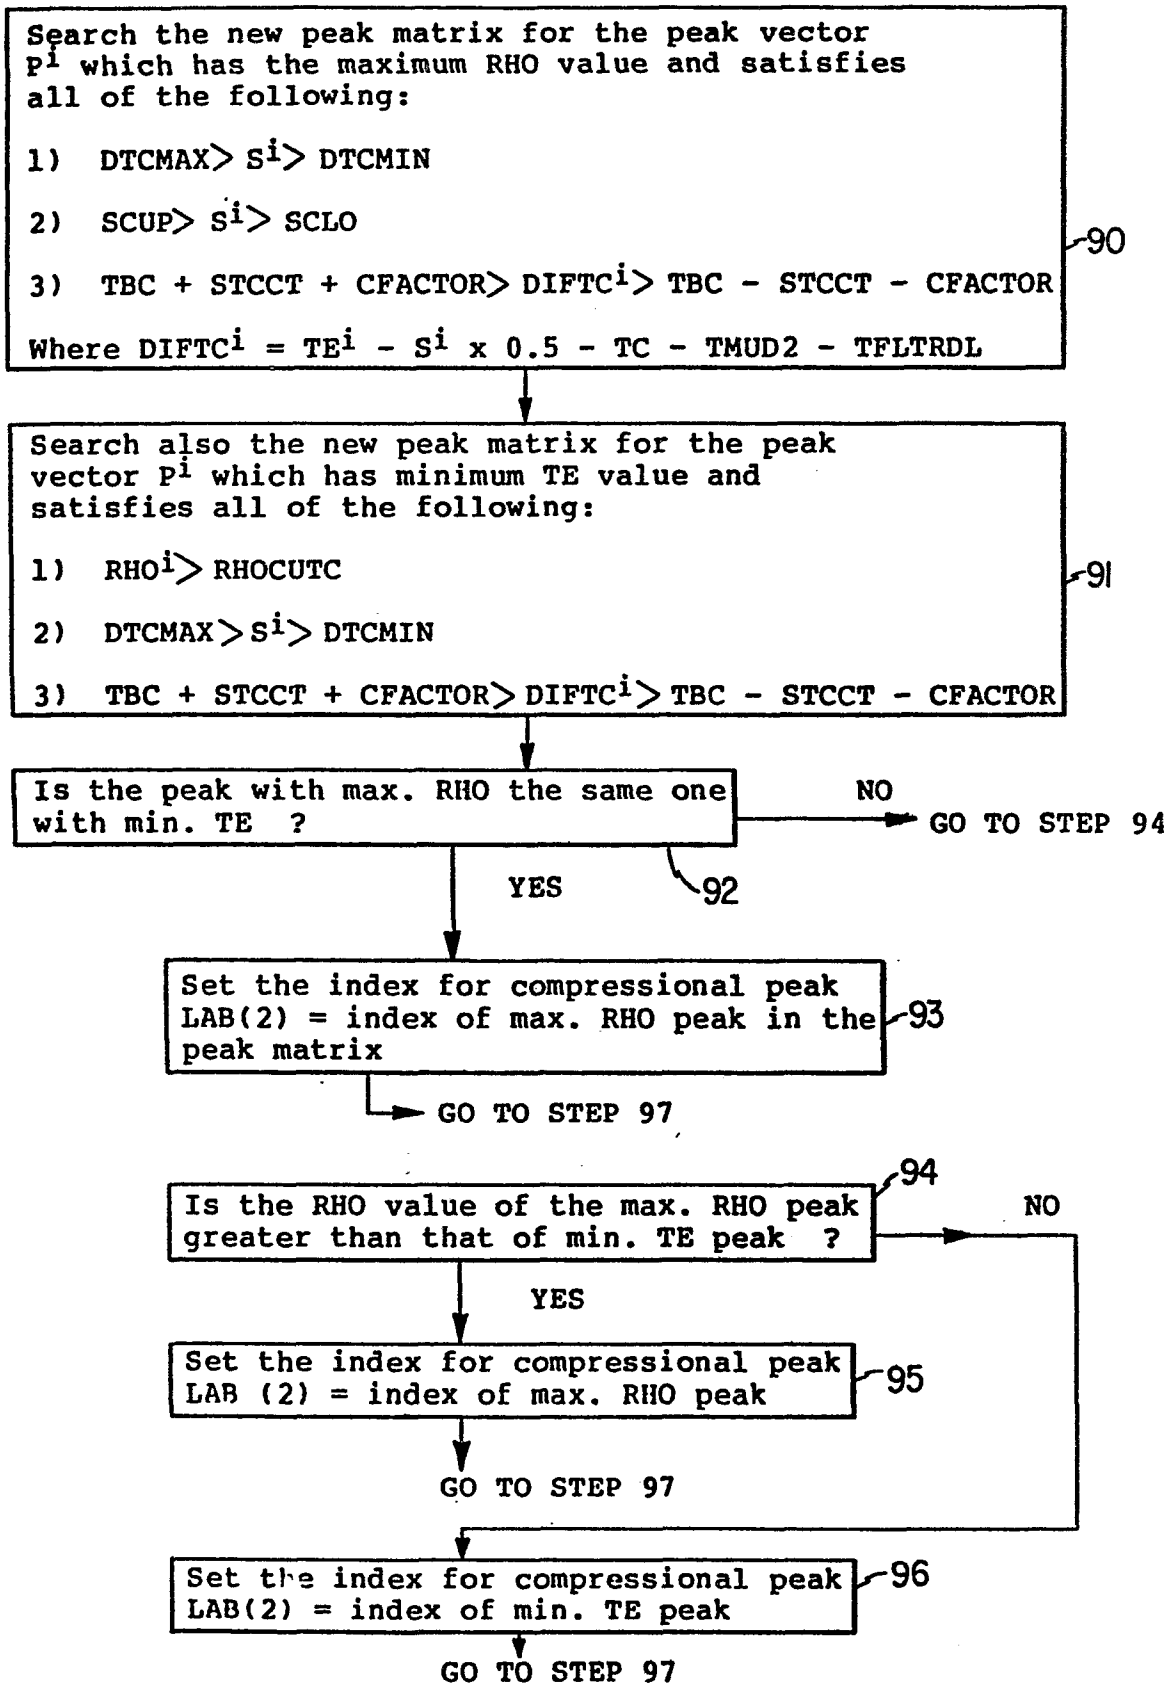 Search the new peak matrix for the peak vector
Pⁱ which has the maximum RHO value and satisfies
all of the following:
1) DTCMAX> Sⁱ> DTCMIN
2) SCUP> Sⁱ> SCLO
3) TBC + STCCT + CFACTOR> DIFTCⁱ> TBC - STCCT - CFACTOR
Where DIFTCⁱ = TEⁱ - Sⁱ x 0.5 - TC - TMUD2 - TFLTRDL
90
Search also the new peak matrix for the peak
vector Pⁱ which has minimum TE value and
satisfies all of the following:
1) RHOⁱ> RHOCUTC
2) DTCMAX>Sⁱ> DTCMIN
3) TBC + STCCT + CFACTOR> DIFTCⁱ> TBC - STCCT - CFACTOR
91
Is the peak with max. RHO the same one
with min. TE ?
NO
GO TO STEP 94
92
YES
Set the index for compressional peak
LAB(2) = index of max. RHO peak in the
peak matrix
93
GO TO STEP 97
94
Is the RHO value of the max. RHO peak
greater than that of min. TE peak ?
NO
YES
Set the index for compressional peak
LAB (2) = index of max. RHO peak
95
GO TO STEP 97
Set the index for compressional peak
LAB(2) = index of min. TE peak
96
GO TO STEP 97